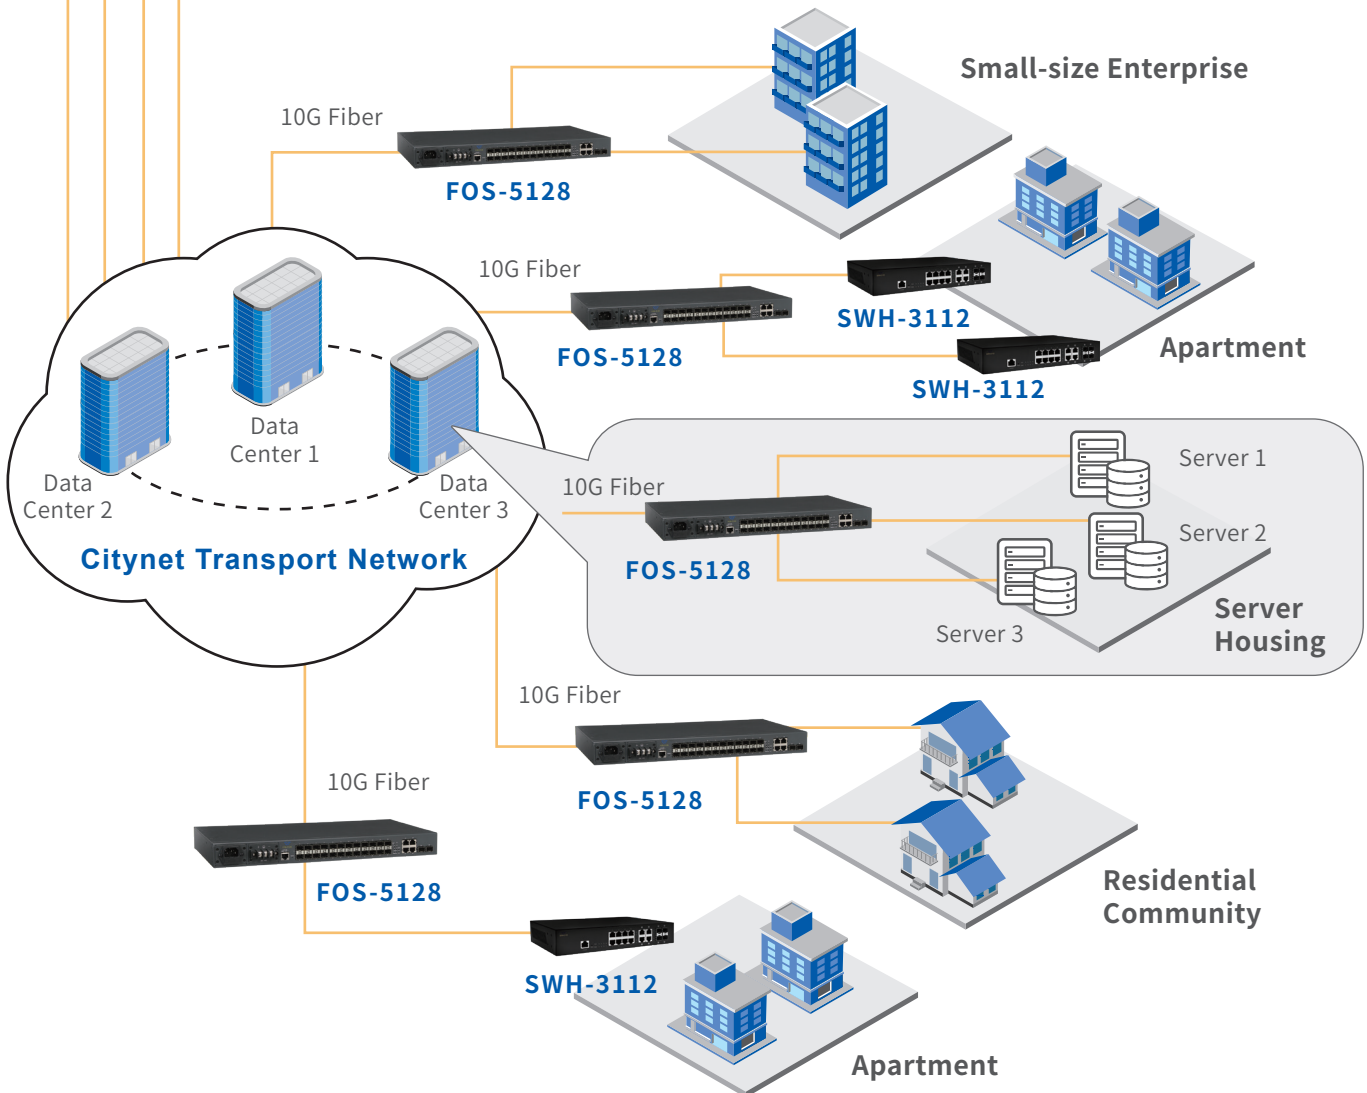 Small-size Enterprise
10G Fiber
FOS-5128
10G Fiber
SWH-3112
FOS-5128
Apartment
SWH-3112
Data
Center 1
Data
Center 2
Data
Center 3
Citynet Transport Network
10G Fiber
FOS-5128
Server 1
Server 2
Server 3
Server
Housing
10G Fiber
FOS-5128
Residential
Community
10G Fiber
FOS-5128
SWH-3112
Apartment